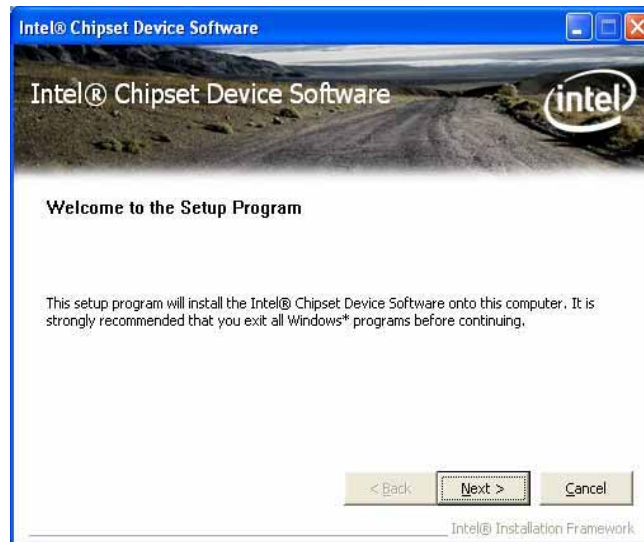 Intel® Chipset Device Software
Intel® Chipset Device Software
intel
Welcome to the Setup Program
This setup program will install the Intel® Chipset Device Software onto this computer. It is
strongly recommended that you exit all Windows* programs before continuing.
< Back
Next >
Cancel
Intel® Installation Framework